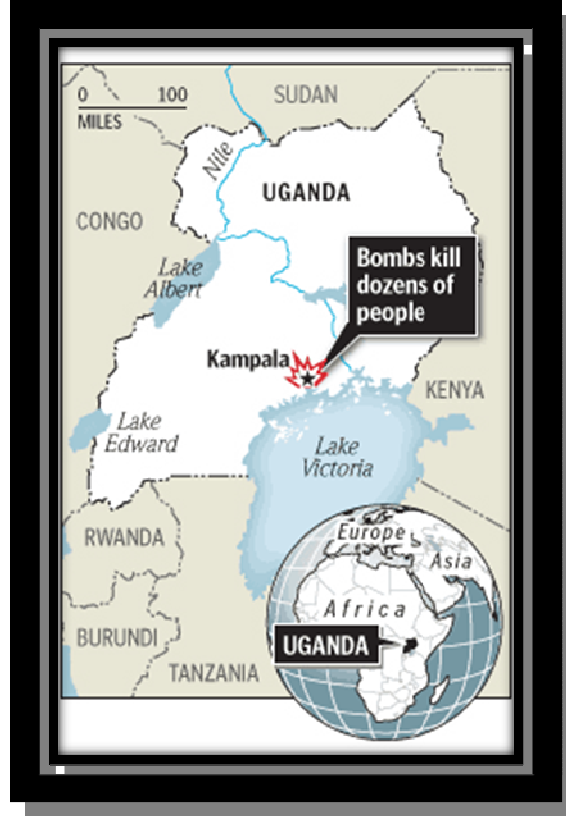 0 100
MILES
SUDAN
Nile
UGANDA
CONGO
Bombs kill
dozens of
people
Lake
Albert
Kampala
KENYA
Lake
Edward
Lake
Victoria
RWANDA
Europe
Asia
Africa
UGANDA
BURUNDI
TANZANIA